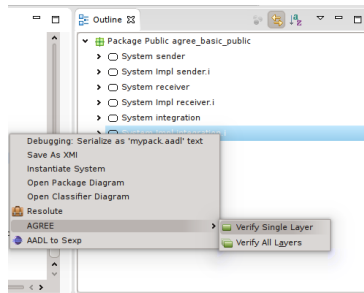 Outline
Package Public agree_basic_public
System sender
System Impl sender.i
System receiver
System Impl receiver.i
System integration
Debugging: Serialize as 'mypack.aadl' text
Save As XMI
Instantiate System
Open Package Diagram
Open Classifier Diagram
Resolute
AGREE
Verify Single Layer
AADL to Sexp
Verify All Layers